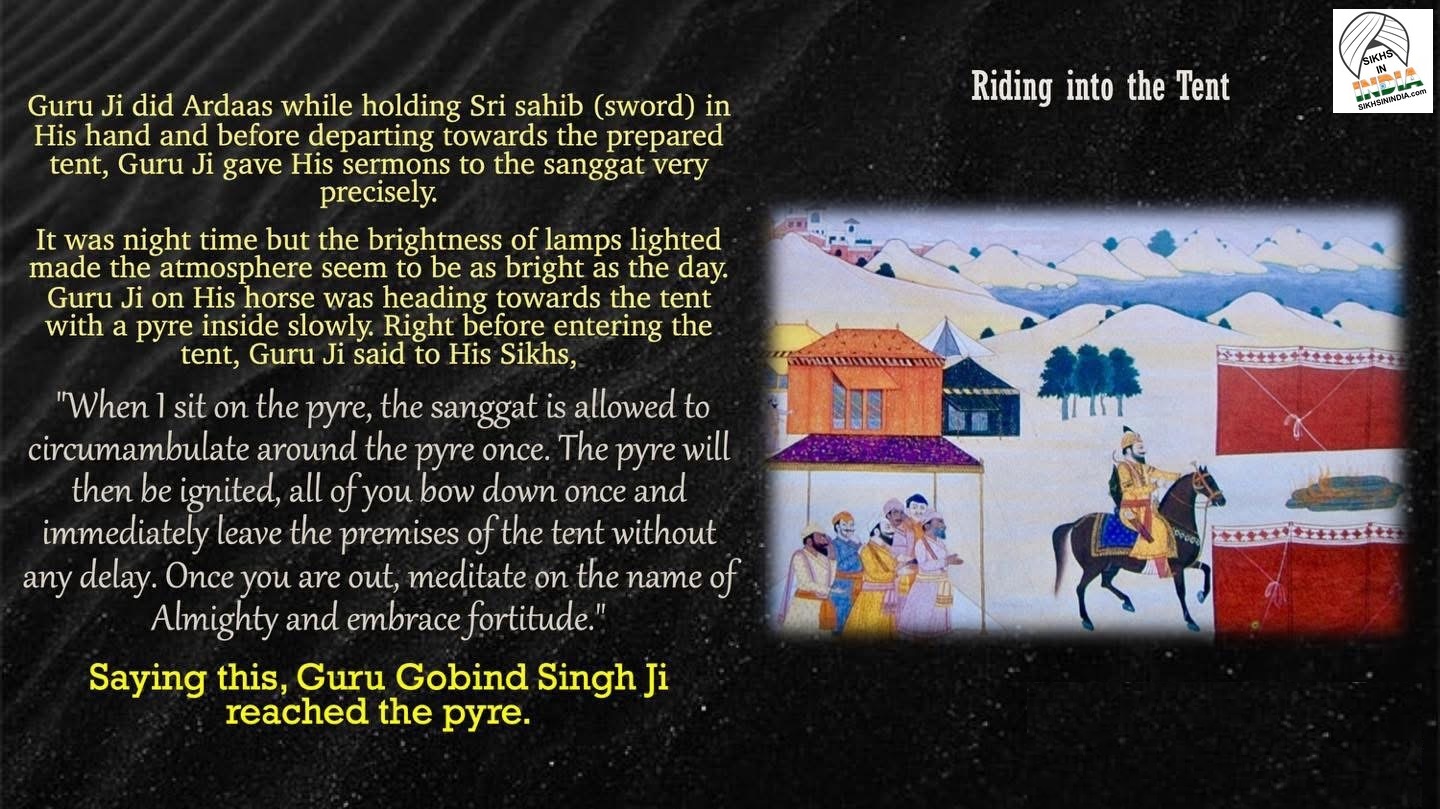 Guru Ji did Ardaas while holding Sri sahib (sword) in
His hand and before departing towards the prepared
tent, Guru Ji gave His sermons to the sanggat very
precisely.
It was night time but the brightness of lamps lighted
made the atmosphere seem to be as bright as the day.
Guru Ji on His horse was heading towards the tent
with a pyre inside slowly. Right before entering the
tent, Guru Ji said to His Sikhs,
"When I sit on the pyre, the sanggat is allowed to
circumambulate around the pyre once. The pyre will
then be ignited, all of you bow down once and
immediately leave the premises of the tent without
any delay. Once you are out, meditate on the name of
Almighty and embrace fortitude."
Saying this, Guru Gobind Singh Ji
reached the pyre.
Riding into the Tent
SIKHS
IN
INDIA
SIKHSININDIA.com